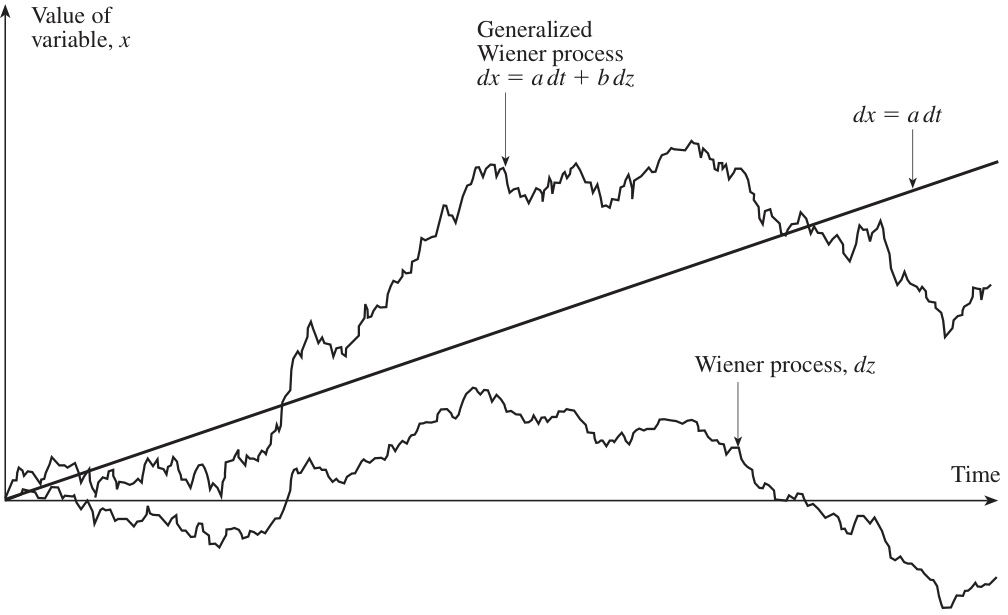 Value of
variable, x
Generalized
Wiener process
dx = a dt + b dz
dx = a dt
Wiener process, dz
Time